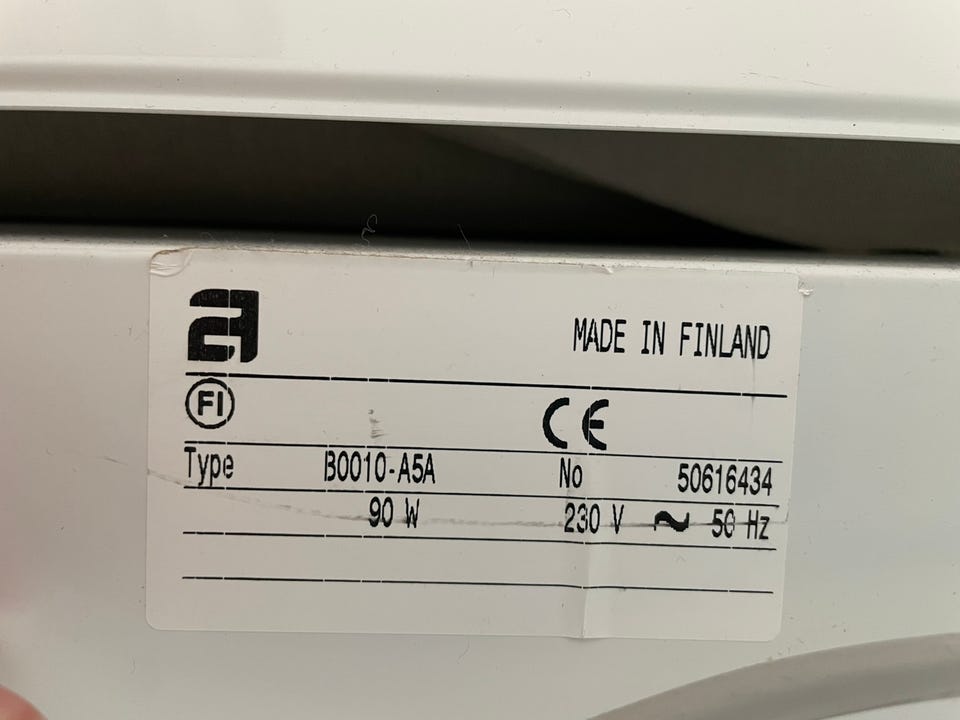 MADE IN FINLAND
FI CE
Type B0010-A5A No 50616434
90 W 230 V ~ 50 Hz